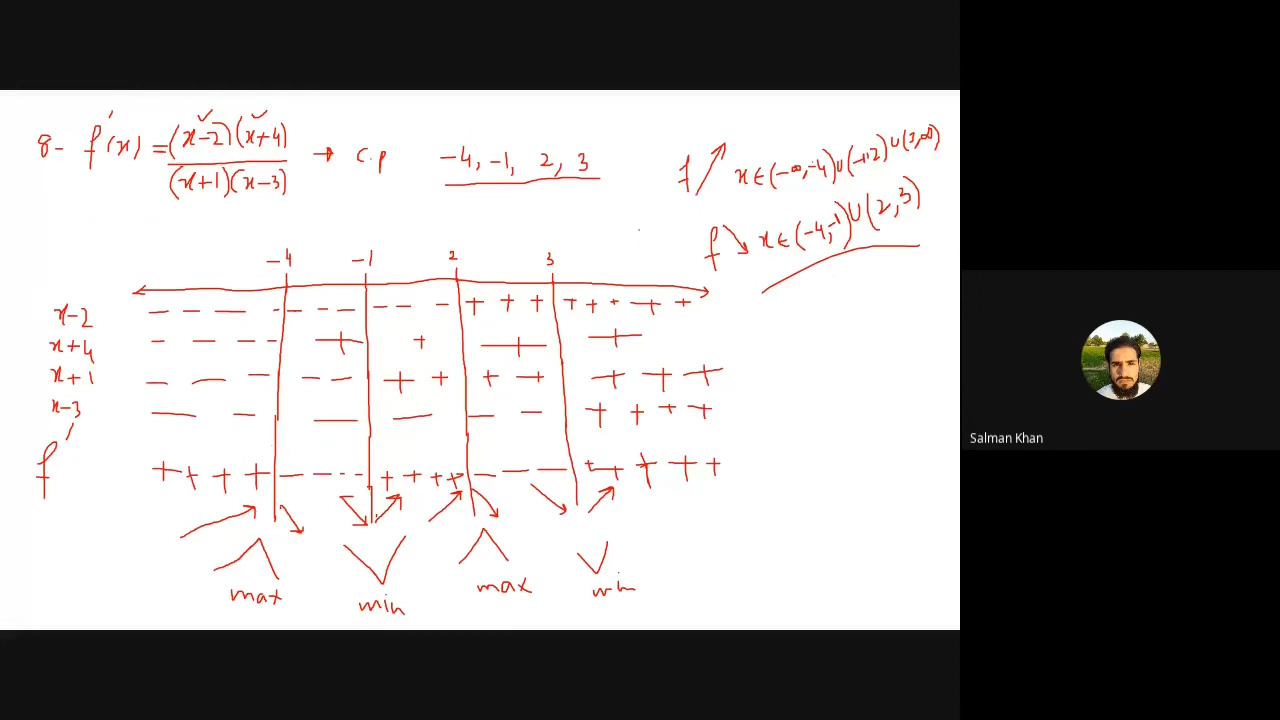 8- f'(x) = (x-2)(x+4) / (x+1)(x-3) → c.p -4, -1, 2, 3
f ↗ x ∈ (-∞, -4) ∪ (-1, 2) ∪ (3, ∞)
f ↘ x ∈ (-4, -1) ∪ (2, 3)
-4 -1 2 3
x-2 - - - - - - - - - - + + + + + + + +
x+4 - - - - + + + +
x+1 - - - - - + + + + + + +
x-3 - - - - - - + + + +
f' + + + + - - - - + + + + - - - + + + + +
max min max min
Salman Khan